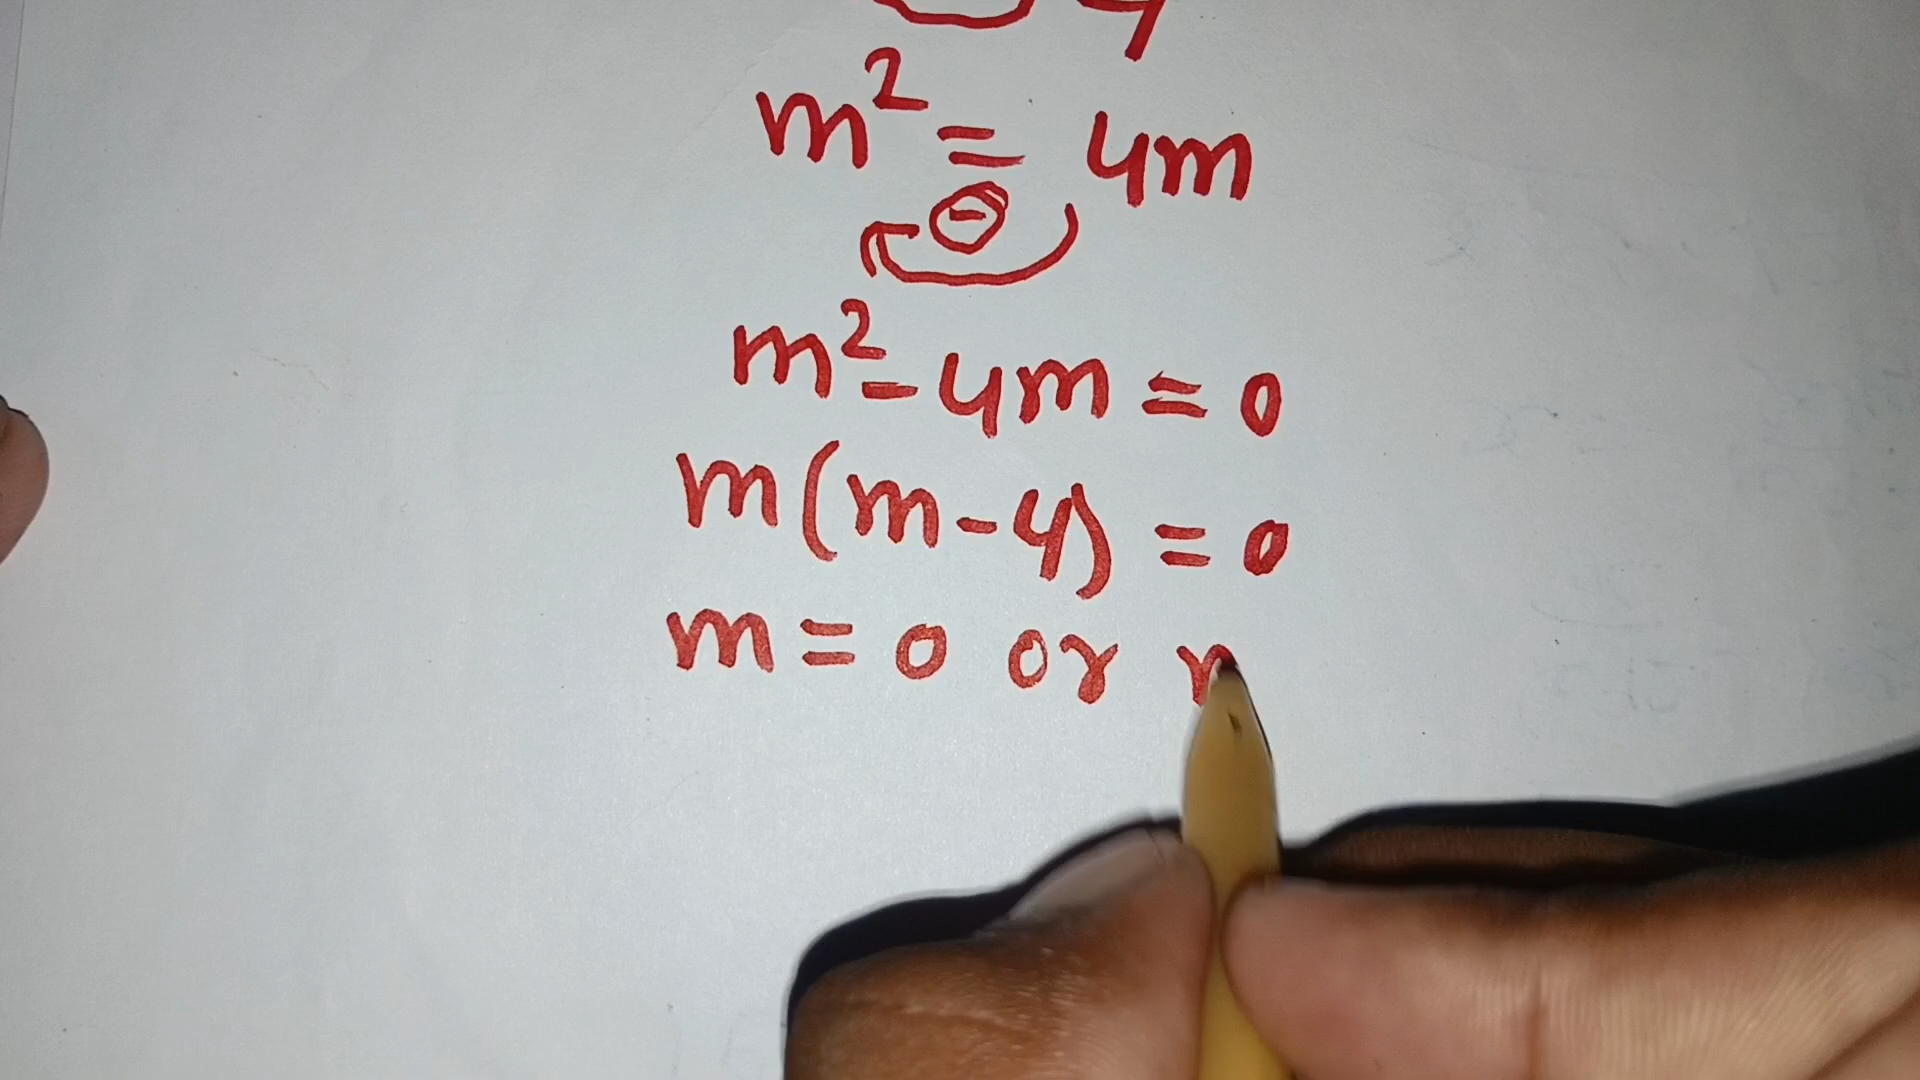 m² = 4m
m² - 4m = 0
m(m-4) = 0
m = 0 or